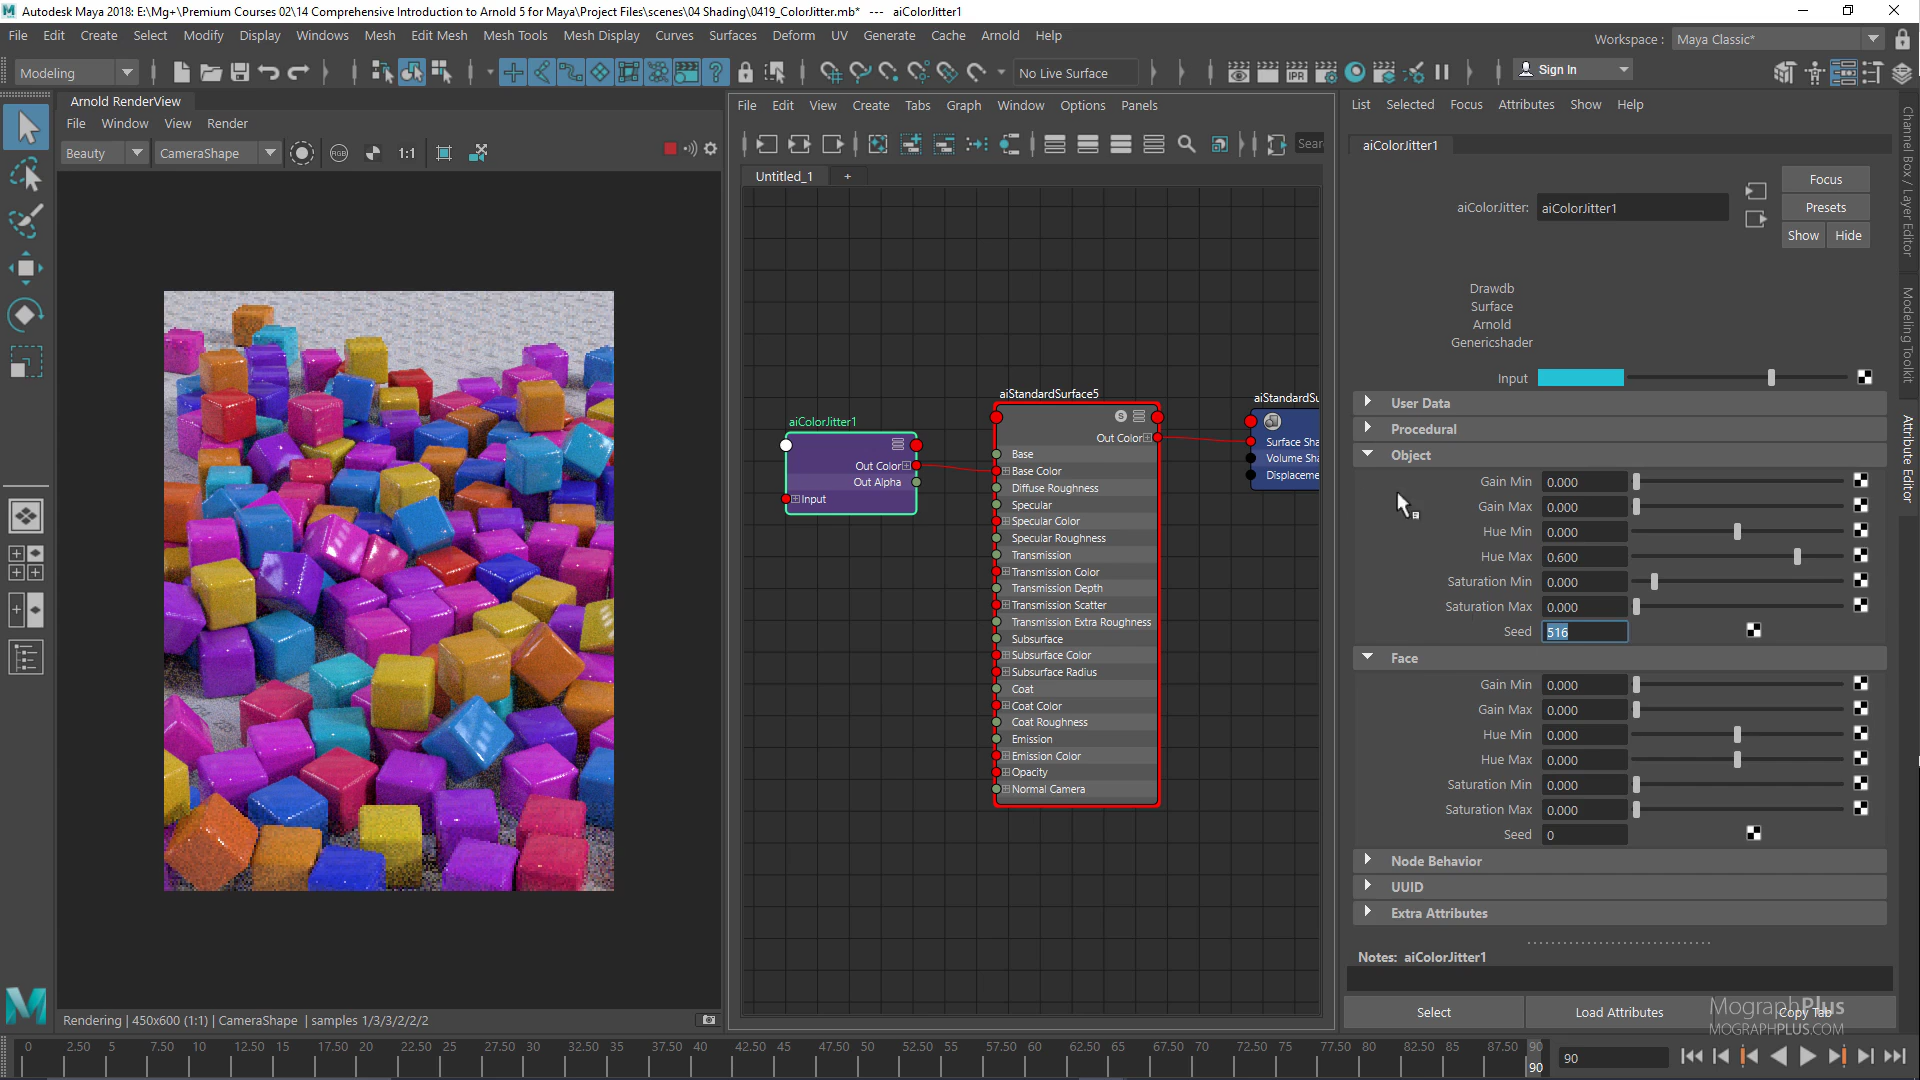 Autodesk Maya 2018: E:\Mg+\Premium Courses 02\14 Comprehensive Introduction to Arnold 5 for Maya\Project Files\scenes\04 Shading\0419_ColorJitter.mb* --- aiColorJitter1
File Edit Create Select Modify Display Windows Mesh Edit Mesh Mesh Tools Mesh Display Curves Surfaces Deform UV Generate Cache Arnold Help
Workspace : Maya Classic*
Modeling
No Live Surface
IPR
Sign In
Arnold RenderView
File Window View Render
Beauty CameraShape RGB 1:1
Rendering | 450x600 (1:1) | CameraShape | samples 1/3/3/2/2/2
File Edit View Create Tabs Graph Window Options Panels
Sear
Untitled_1 +
aiColorJitter1
Out Color
Out Alpha
Input
aiStandardSurface5
S
Out Color
Base
Base Color
Diffuse Roughness
Specular
Specular Color
Specular Roughness
Transmission
Transmission Color
Transmission Depth
Transmission Scatter
Transmission Extra Roughness
Subsurface
Subsurface Color
Subsurface Radius
Coat
Coat Color
Coat Roughness
Emission
Emission Color
Opacity
Normal Camera
aiStandardSu
Surface Sha
Volume Sha
Displaceme
List Selected Focus Attributes Show Help
aiColorJitter1
aiColorJitter: aiColorJitter1
Focus
Presets
Show Hide
Drawdb
Surface
Arnold
Genericshader
Input
User Data
Procedural
Object
Gain Min 0.000
Gain Max 0.000
Hue Min 0.000
Hue Max 0.600
Saturation Min 0.000
Saturation Max 0.000
Seed 516
Face
Gain Min 0.000
Gain Max 0.000
Hue Min 0.000
Hue Max 0.000
Saturation Min 0.000
Saturation Max 0.000
Seed 0
Node Behavior
UUID
Extra Attributes
Notes: aiColorJitter1
Select Load Attributes Copy Tab
MographPlus
MOGRAPHPLUS.COM
Channel Box / Layer Editor
Modeling Toolkit
Attribute Editor
0 2.50 5 7.50 10 12.50 15 17.50 20 22.50 25 27.50 30 32.50 35 37.50 40 42.50 45 47.50 50 52.50 55 57.50 60 62.50 65 67.50 70 72.50 75 77.50 80 82.50 85 87.50 90
90
90